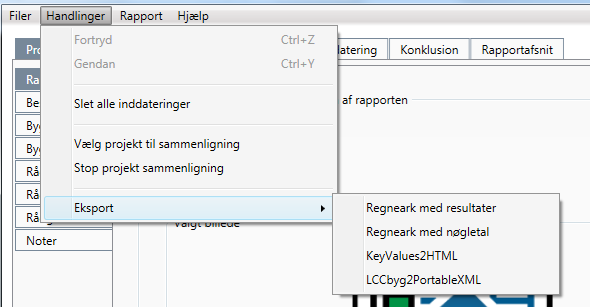 Filer Handlinger Rapport Hjælp
Fortryd Ctrl+Z
Gendan Ctrl+Y
Slet alle inddateringer
Vælg projekt til sammenligning
Stop projekt sammenligning
Eksport
Regneark med resultater
Regneark med nøgletal
KeyValues2HTML
LCCbyg2PortableXML
Konklusion Rapportafsnit
af rapporten
Noter
Valgt billede